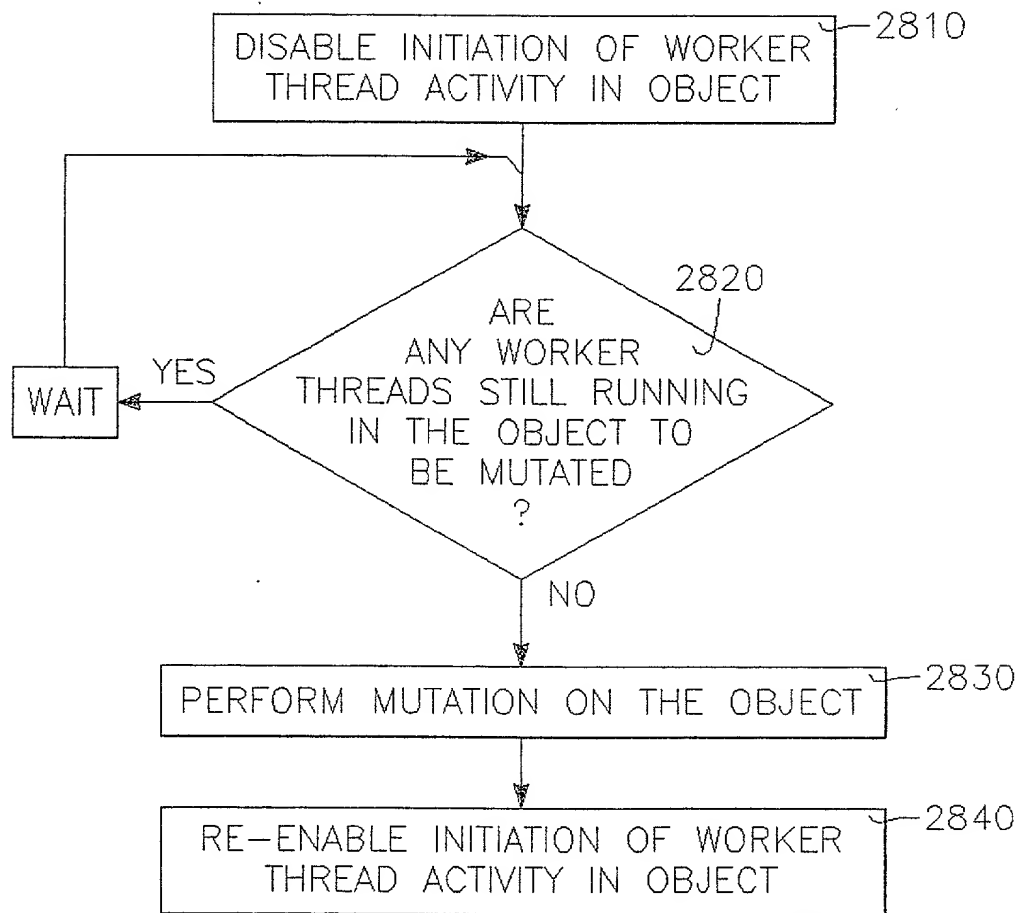 DISABLE INITIATION OF WORKER
THREAD ACTIVITY IN OBJECT
2810
2820
ARE
ANY WORKER
THREADS STILL RUNNING
IN THE OBJECT TO
BE MUTATED
?
YES
WAIT
NO
PERFORM MUTATION ON THE OBJECT
2830
RE-ENABLE INITIATION OF WORKER
THREAD ACTIVITY IN OBJECT
2840